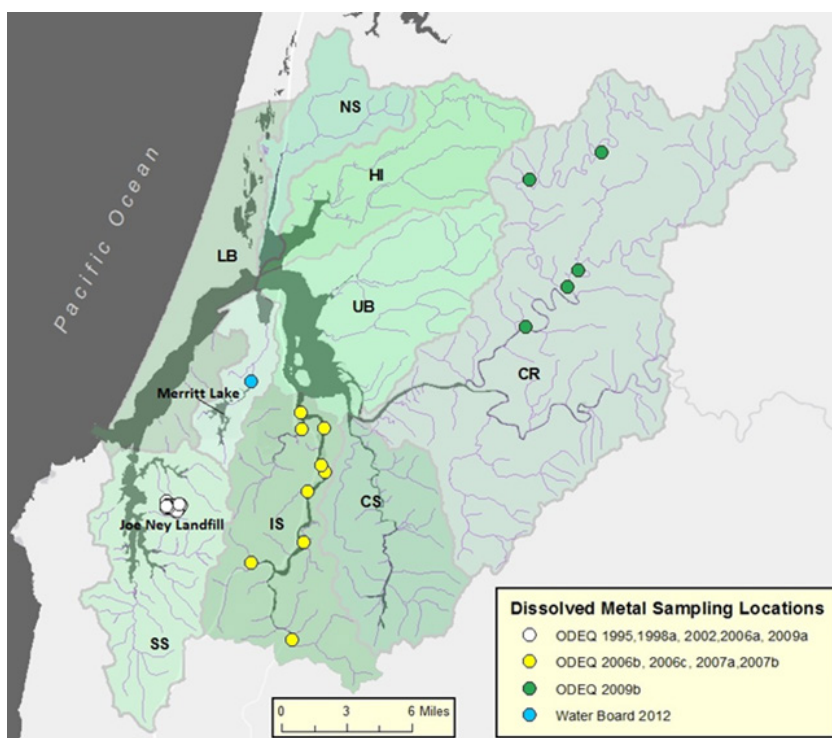 NS
HI
Pacific Ocean
LB
UB
CR
Merritt Lake
CS
IS
Joe Ney Landfill
SS
Dissolved Metal Sampling Locations
ODEQ 1995,1998a, 2002,2006a, 2009a
ODEQ 2006b, 2006c, 2007a,2007b
ODEQ 2009b
Water Board 2012
0 3 6 Miles